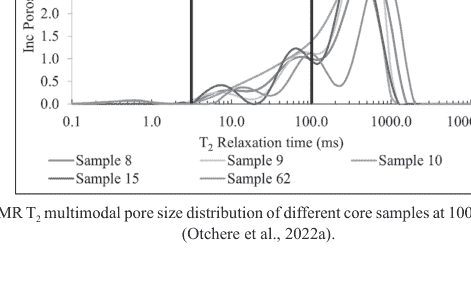 Inc Poros
2.0
1.5
1.0
0.5
0.0
0.1 1.0 10.0 100.0 1000.0 1000
T₂ Relaxation time (ms)
Sample 8 Sample 9 Sample 10
Sample 15 Sample 62
MR T₂ multimodal pore size distribution of different core samples at 100
(Otchere et al., 2022a).